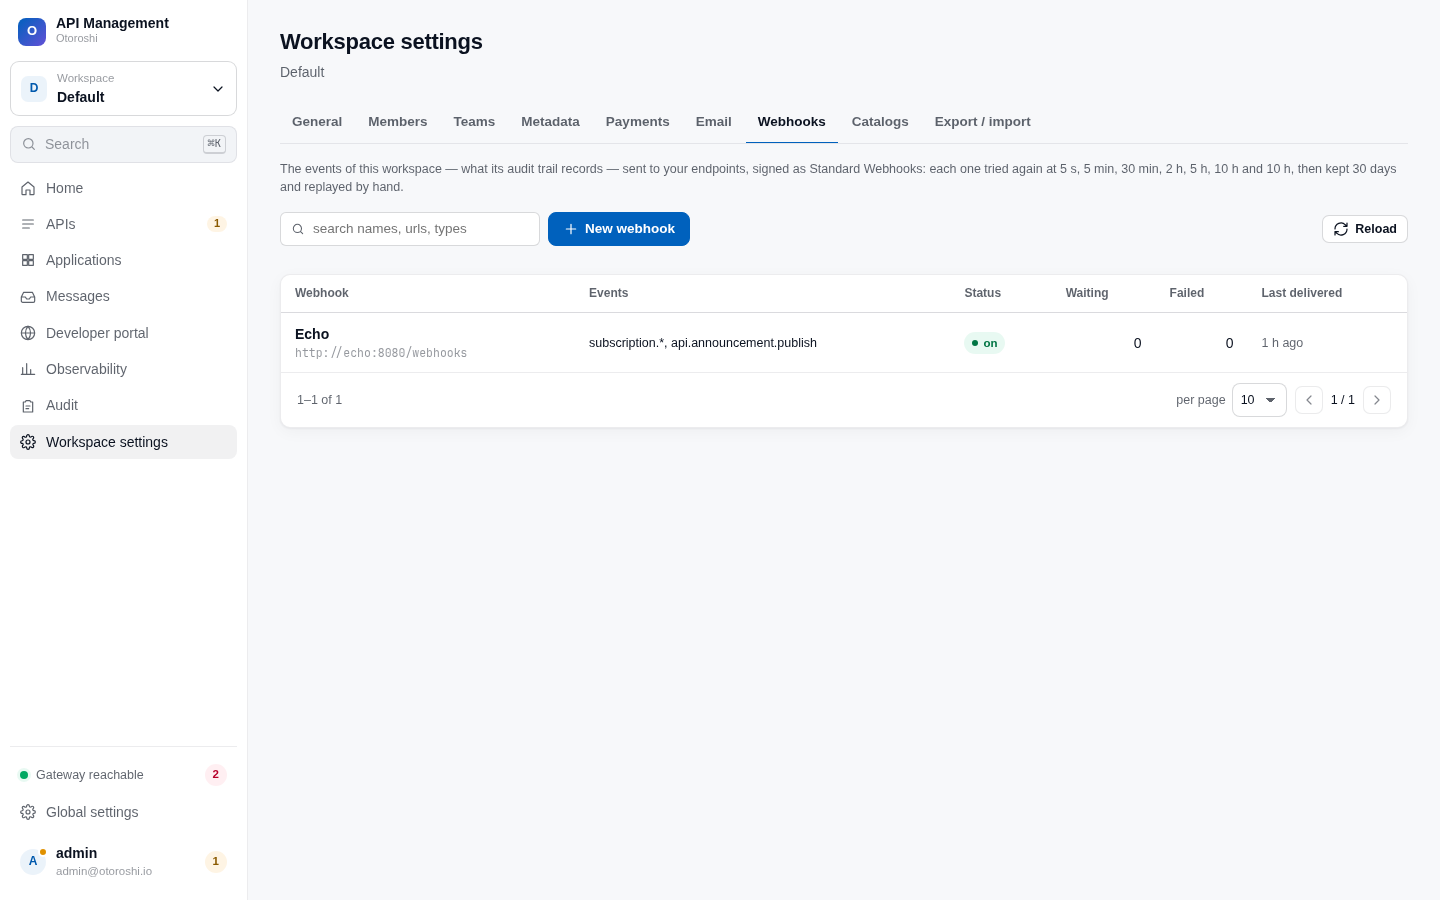 O
API Management
Otoroshi
D
Workspace
Default
Search
⌘K
Home
APIs
1
Applications
Messages
Developer portal
Observability
Audit
Workspace settings
Gateway reachable
2
Global settings
A
admin
admin@otoroshi.io
1
Workspace settings
Default
General Members Teams Metadata Payments Email Webhooks Catalogs Export / import
The events of this workspace — what its audit trail records — sent to your endpoints, signed as Standard Webhooks: each one tried again at 5 s, 5 min, 30 min, 2 h, 5 h, 10 h and 10 h, then kept 30 days
and replayed by hand.
search names, urls, types
New webhook
Reload
Webhook Events Status Waiting Failed Last delivered
Echo
http://echo:8080/webhooks
subscription.*, api.announcement.publish
on
0
0
1 h ago
1–1 of 1
per page 10 1 / 1